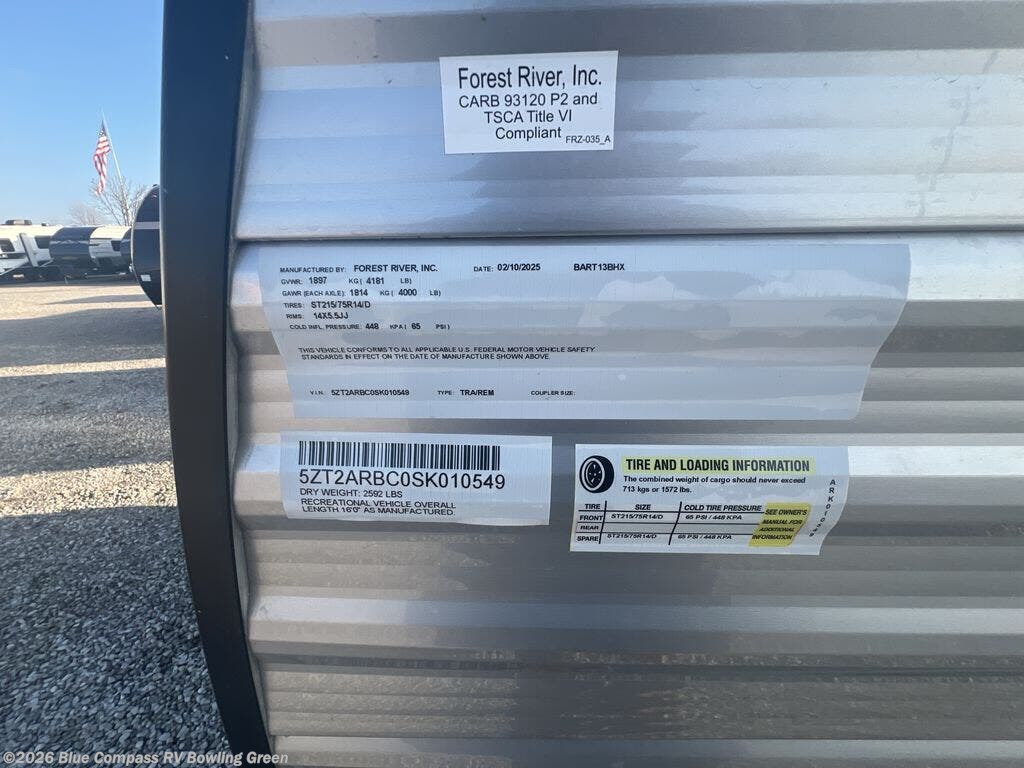 Forest River, Inc.
CARB 93120 P2 and
TSCA Title VI
Compliant FRZ-035_A
MANUFACTURED BY: FOREST RIVER, INC. DATE: 02/10/2025 BART13BHX
GVWR: 1897 KG ( 4181 LB)
GAWR (EACH AXLE): 1814 KG ( 4000 LB)
TIRES: ST215/75R14/D
RIMS: 14X5.5JJ
COLD INFL. PRESSURE: 448 KPA ( 65 PSI )
THIS VEHICLE CONFORMS TO ALL APPLICABLE U.S. FEDERAL MOTOR VEHICLE SAFETY
STANDARDS IN EFFECT ON THE DATE OF MANUFACTURE SHOWN ABOVE.
V.I.N.: 5ZT2ARBC0SK010549 TYPE: TRA/REM COUPLER SIZE:
5ZT2ARBC0SK010549
DRY WEIGHT: 2592 LBS
RECREATIONAL VEHICLE OVERALL
LENGTH 16'0" AS MANUFACTURED.
TIRE AND LOADING INFORMATION
The combined weight of cargo should never exceed
713 kgs or 1572 lbs.
TIRE SIZE COLD TIRE PRESSURE
FRONT ST215/75R14/D 65 PSI / 448 KPA
REAR
SPARE ST215/75R14/D 65 PSI / 448 KPA
SEE OWNER'S
MANUAL FOR
ADDITIONAL
INFORMATION
©2026 Blue Compass RV Bowling Green